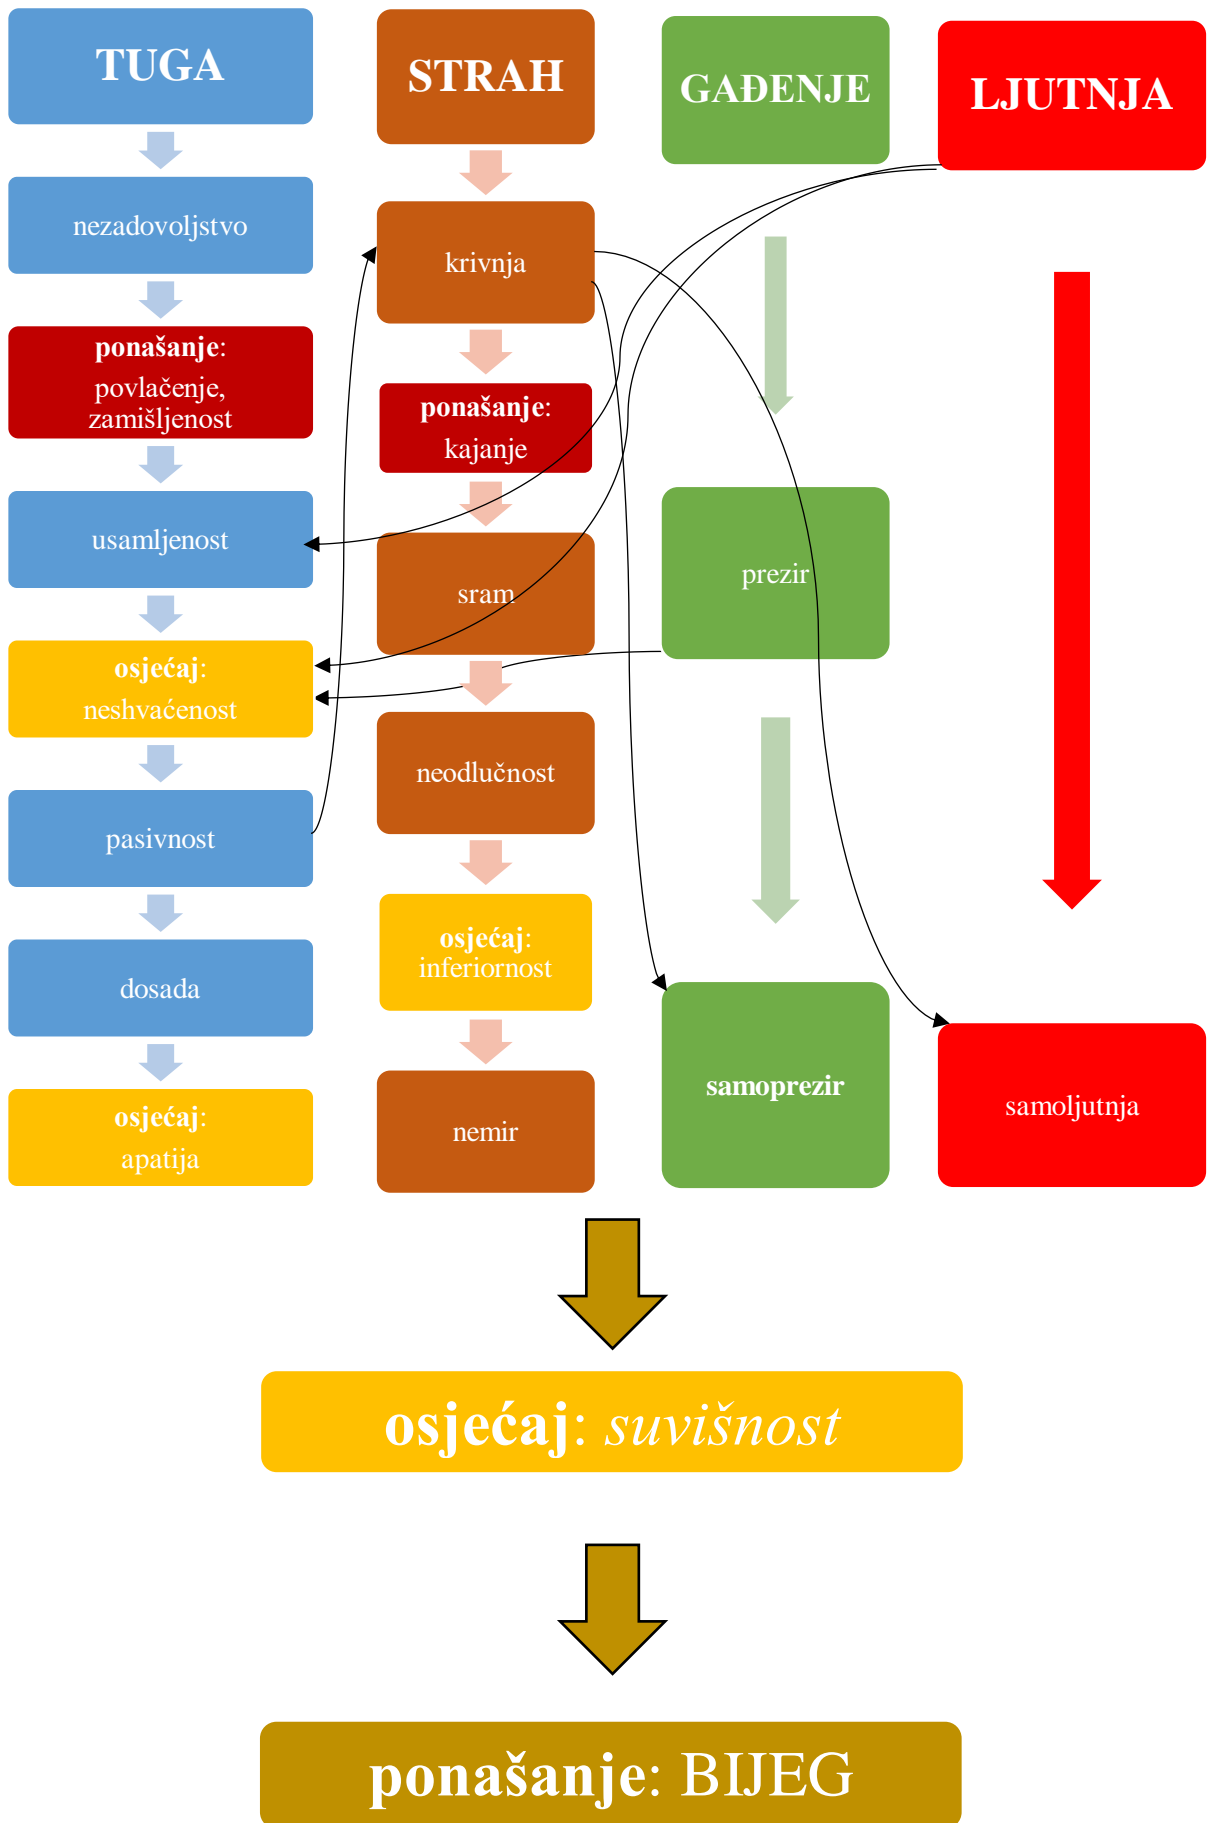 TUGA
nezadovoljstvo
ponašanje:
povlačenje,
zamišljenost
usamljenost
osjećaj:
neshvaćenost
pasivnost
dosada
osjećaj:
apatija
STRAH
krivnja
ponašanje:
kajanje
sram
neodlučnost
osjećaj:
inferiornost
nemir
GAĐENJE
prezir
samoprezir
LJUTNJA
samoljutnja
osjećaj: suvišnost
ponašanje: BIJEG